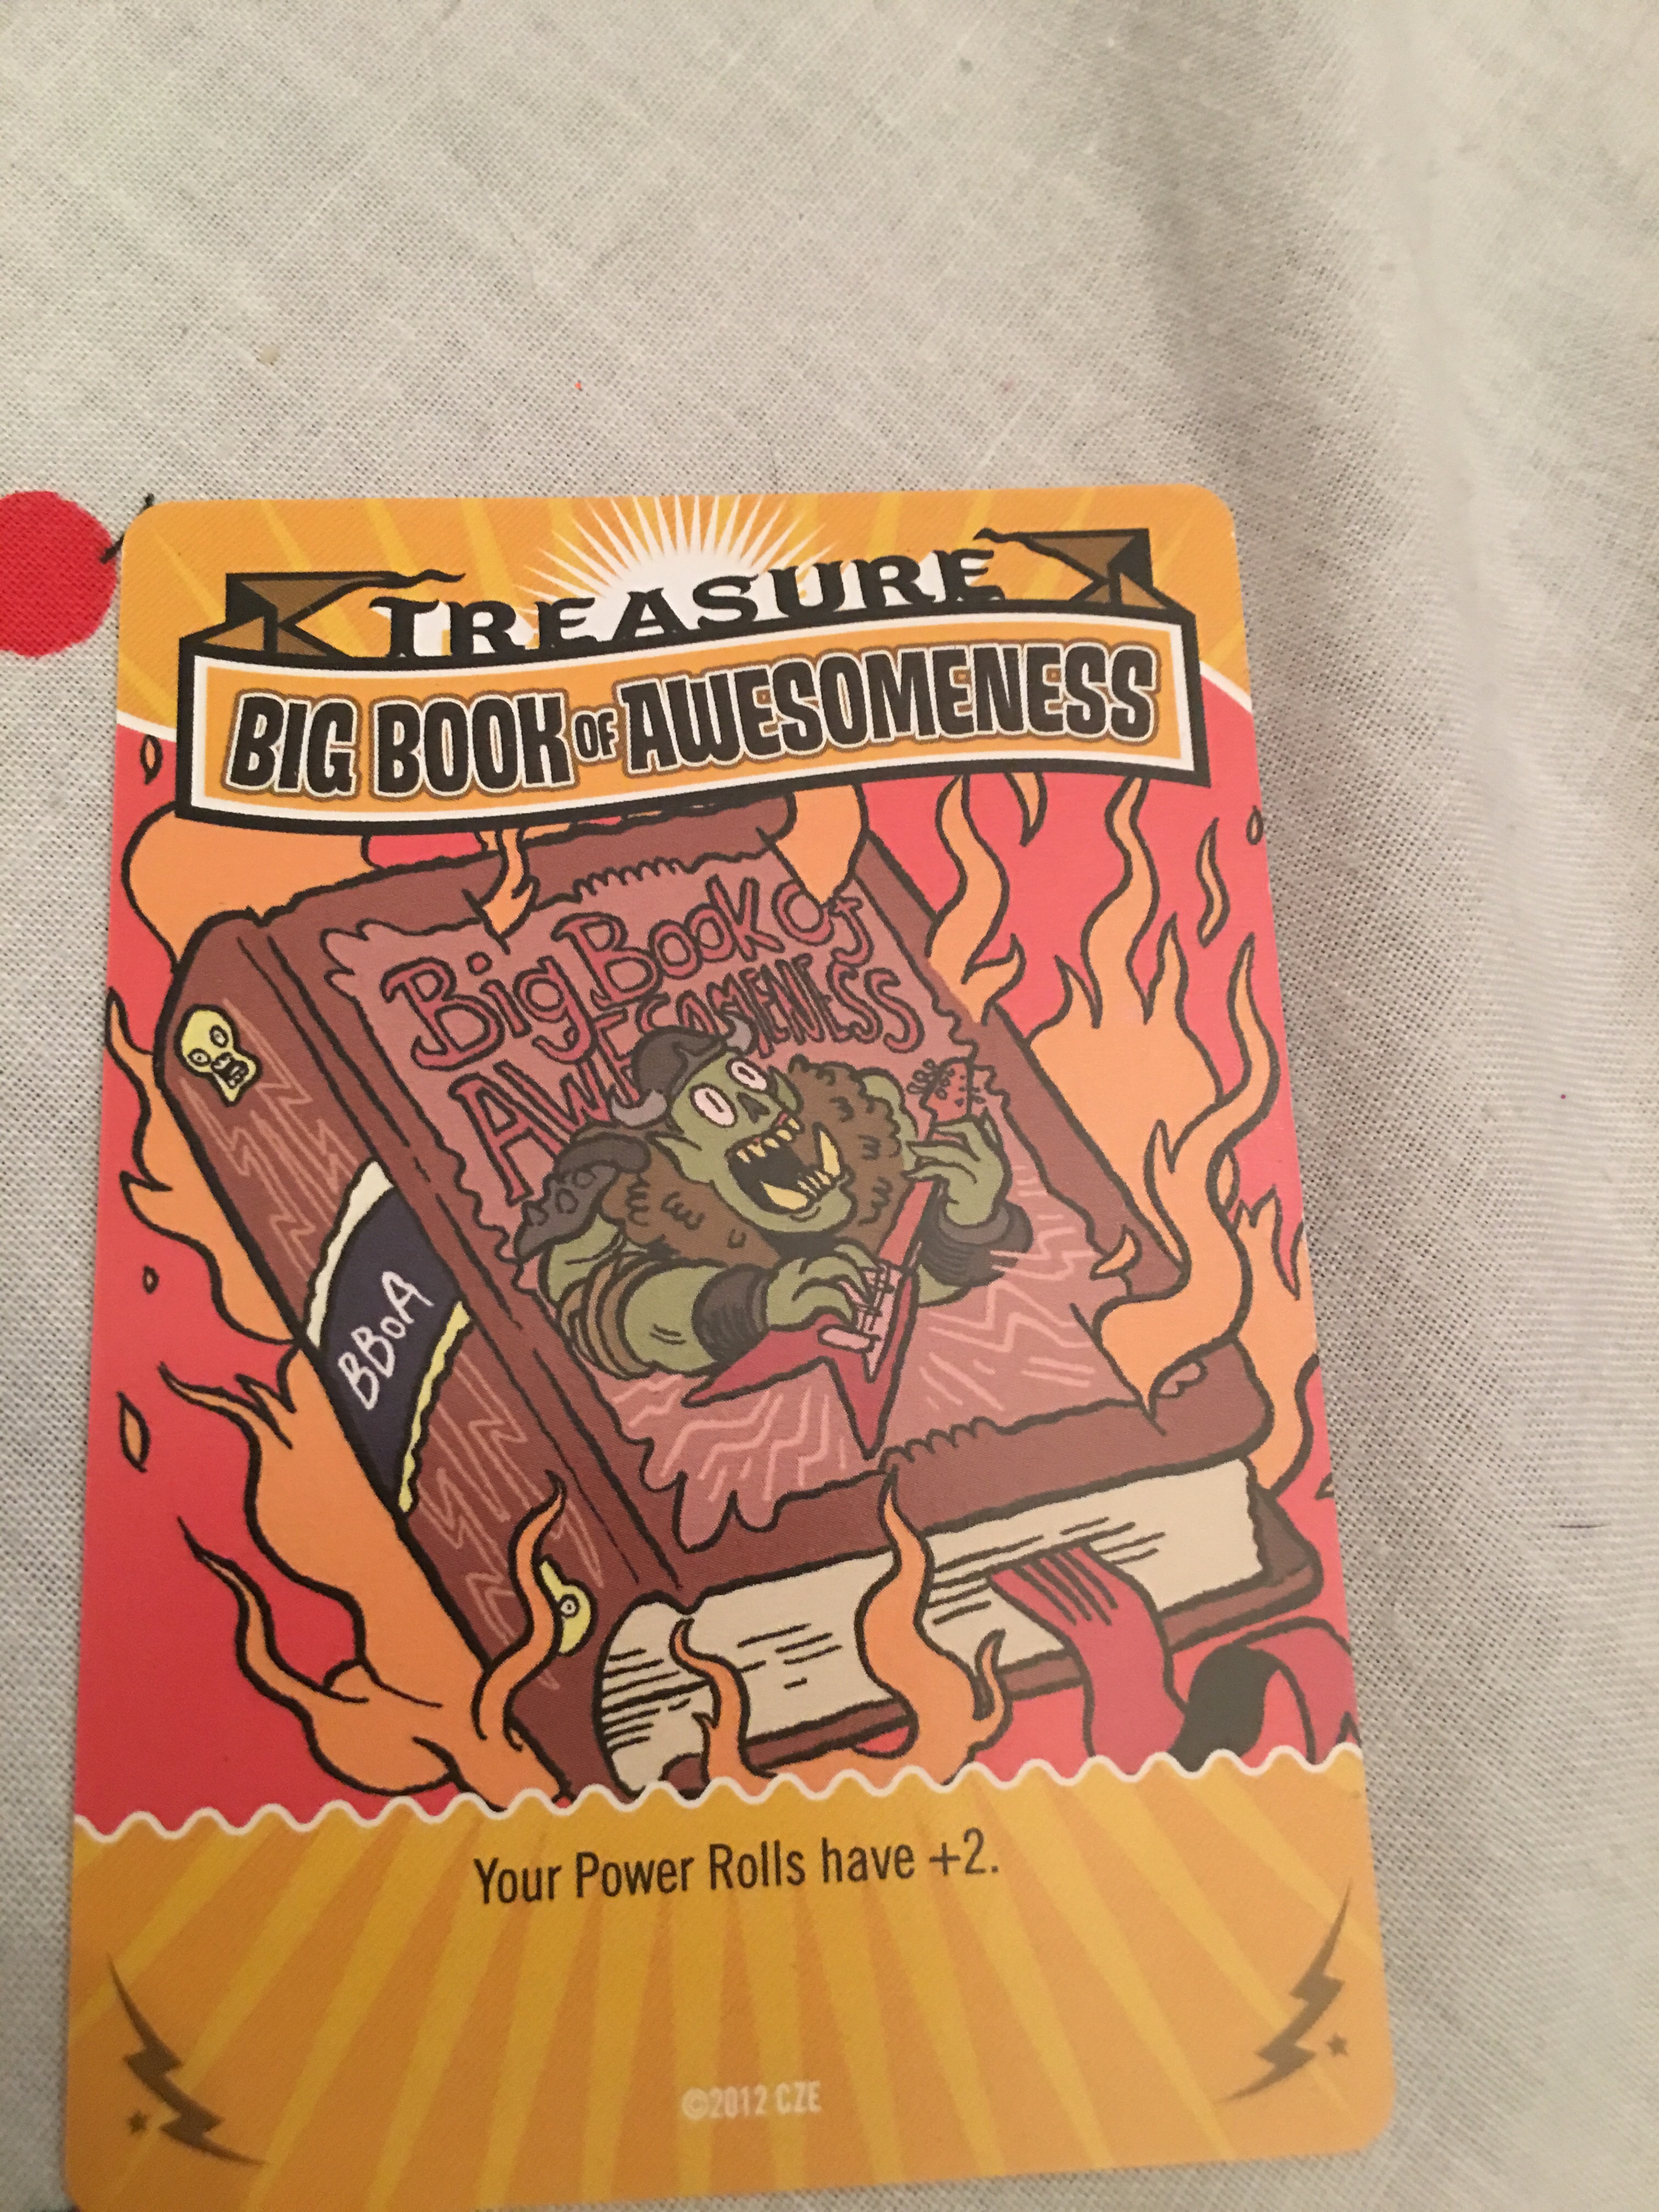 TREASURE
BIG BOOK OF AWESOMENESS
Big Book Of
AWESOMENESS
BBoA
Your Power Rolls have +2.
©2012 CZE